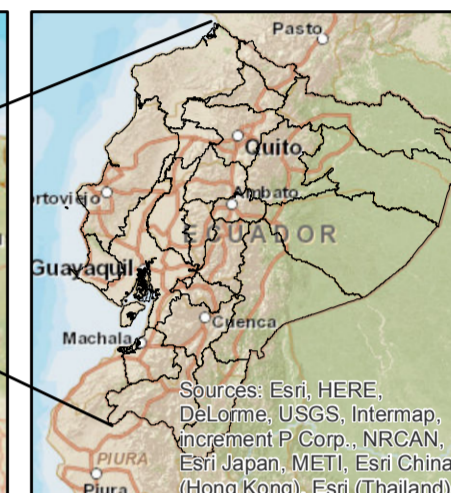 Pasto
Quito
Ambato
ortoviejo
ECUADOR
Guayaquil
Cuenca
Machala
Sources: Esri, HERE,
DeLorme, USGS, Intermap,
increment P Corp., NRCAN,
Esri Japan, METI, Esri China
(Hong Kong), Esri (Thailand)
PIURA
Piura